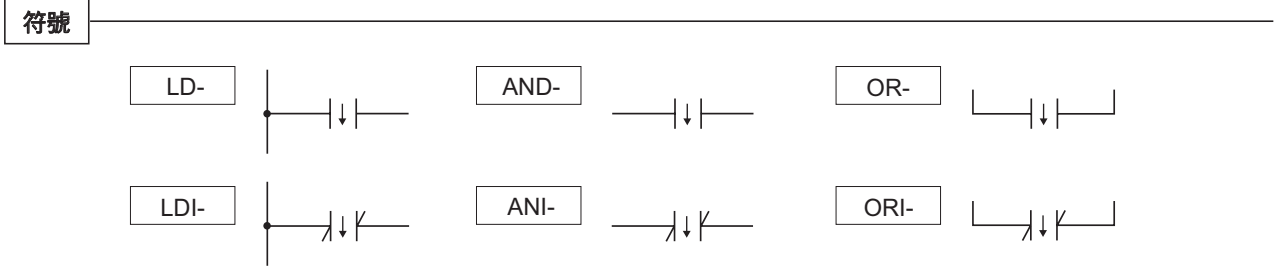 符號
LD-
AND-
OR-
LDI-
ANI-
ORI-